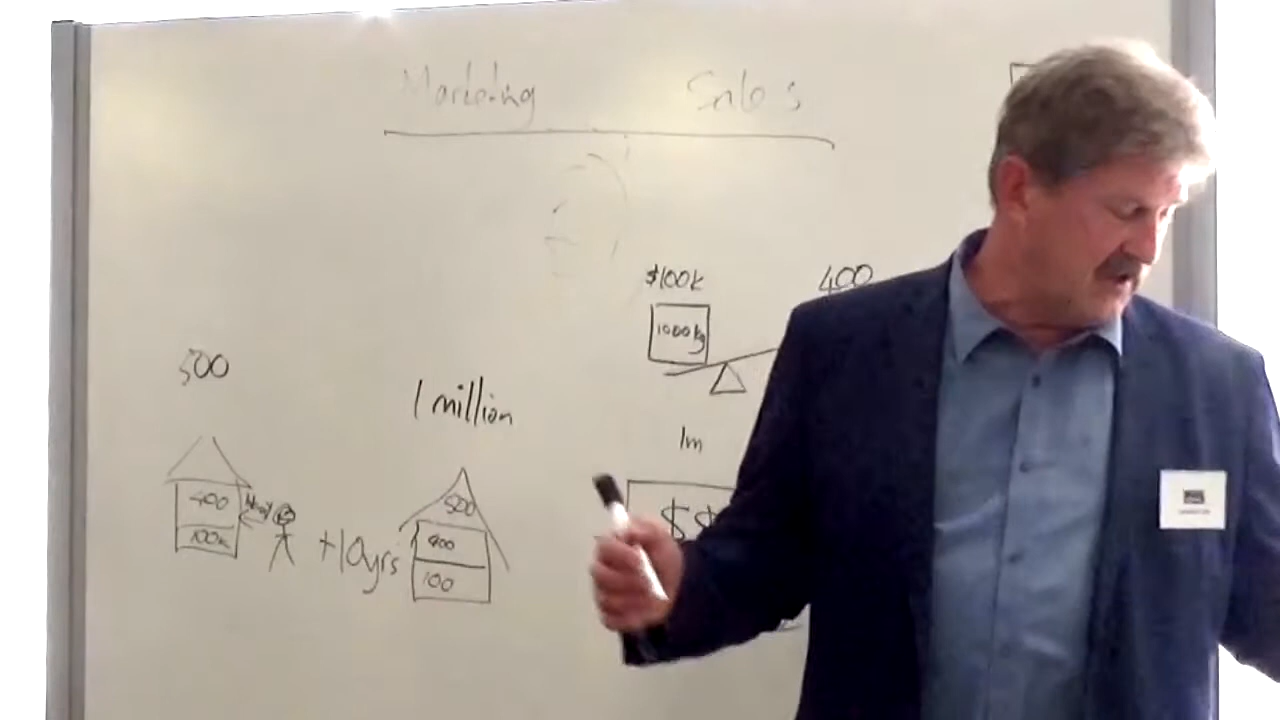 Marketing
Sales
$100k
400
1000kg
500
1 million
1m
$$
400
100k
+10yrs
500
400
100